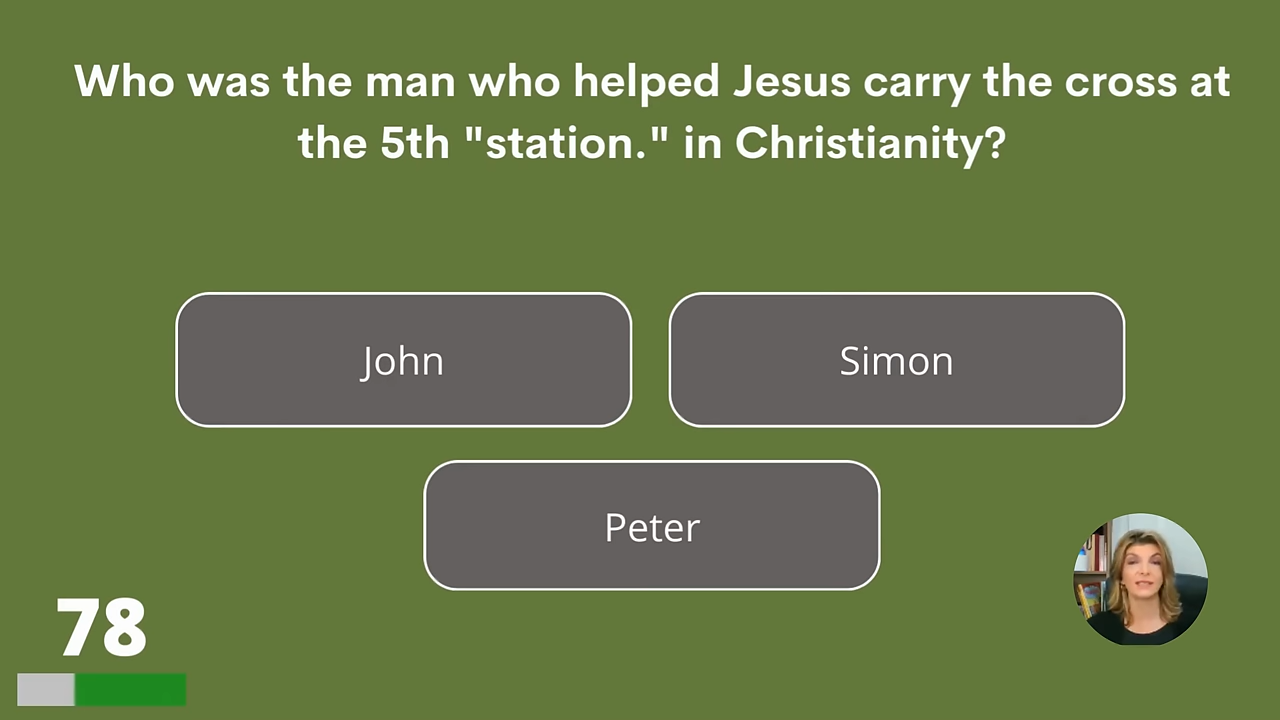 Who was the man who helped Jesus carry the cross at
the 5th "station." in Christianity?
John
Simon
Peter
78